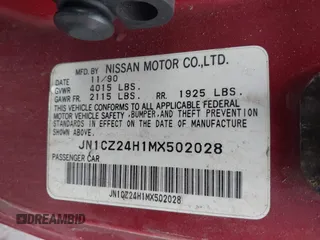 MFD. BY NISSAN MOTOR CO.,LTD.
DATE 11/90
GVWR 4015 LBS.
GAWR FR. 2115 LBS. RR. 1925 LBS.
THIS VEHICLE CONFORMS TO ALL APPLICABLE FEDERAL
MOTOR VEHICLE SAFETY,BUMPER,AND THEFT PREVENTION
STANDARDS IN EFFECT ON THE DATE OF
MANUFACTURE SHOWN ABOVE.
JN1CZ24H1MX502028
PASSENGER CAR
JN1CZ24H1MX502028
DREAMBID